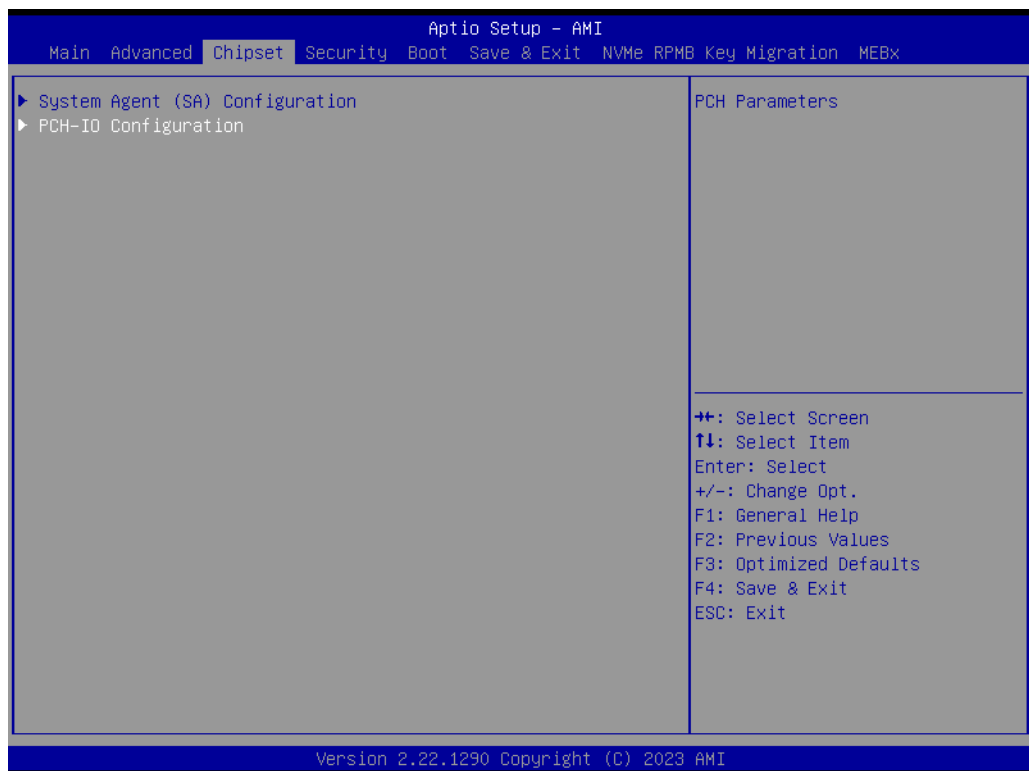 Aptio Setup – AMI
Main Advanced Chipset Security Boot Save & Exit NVMe RPMB Key Migration MEBx
▶ System Agent (SA) Configuration
▶ PCH-IO Configuration
PCH Parameters
→←: Select Screen
↑↓: Select Item
Enter: Select
+/-: Change Opt.
F1: General Help
F2: Previous Values
F3: Optimized Defaults
F4: Save & Exit
ESC: Exit
Version 2.22.1290 Copyright (C) 2023 AMI